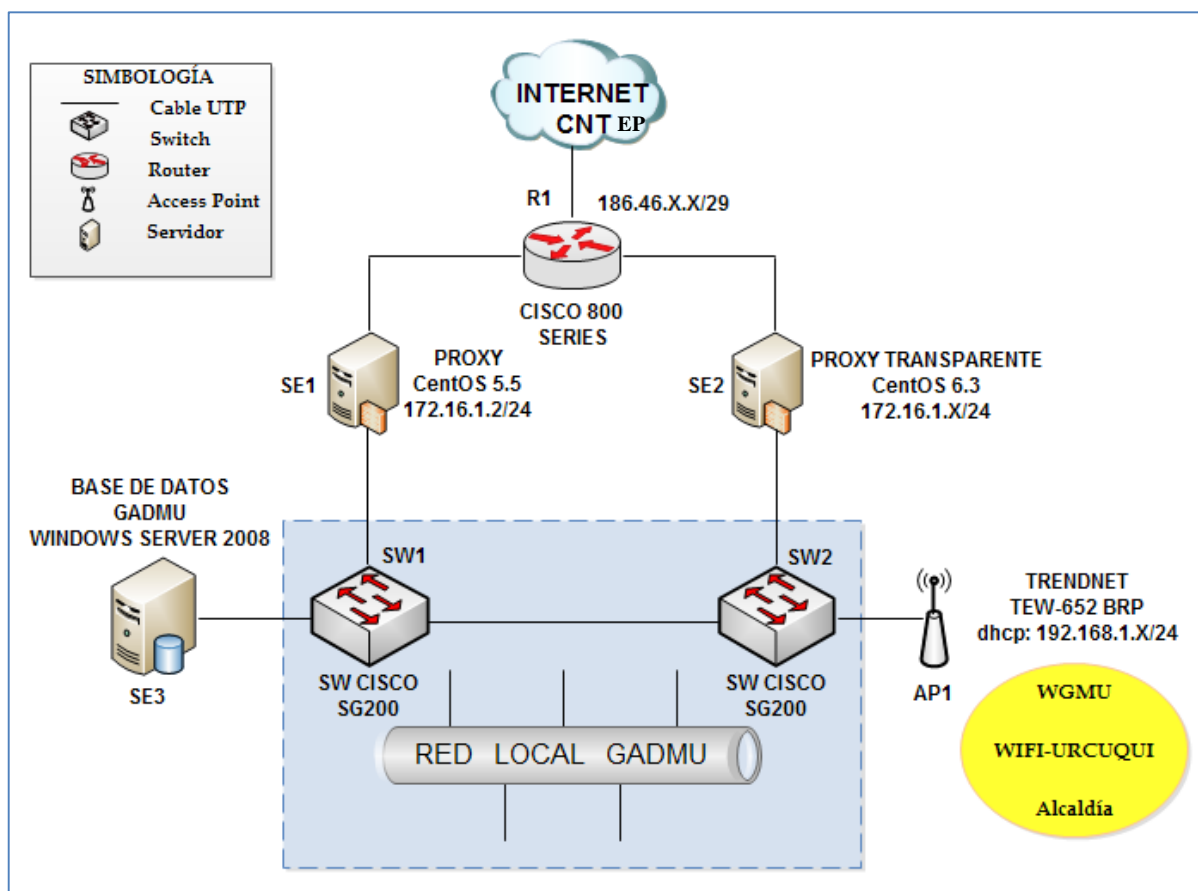 SIMBOLOGÍA
Cable UTP
Switch
Router
Access Point
Servidor
INTERNET
CNT EP
R1
186.46.X.X/29
CISCO 800
SERIES
SE1
PROXY
CentOS 5.5
172.16.1.2/24
SE2
PROXY TRANSPARENTE
CentOS 6.3
172.16.1.X/24
BASE DE DATOS
GADMU
WINDOWS SERVER 2008
SE3
SW1
SW CISCO
SG200
SW2
SW CISCO
SG200
RED LOCAL GADMU
AP1
TRENDNET
TEW-652 BRP
dhcp: 192.168.1.X/24
WGMU
WIFI-URCUQUI
Alcaldía